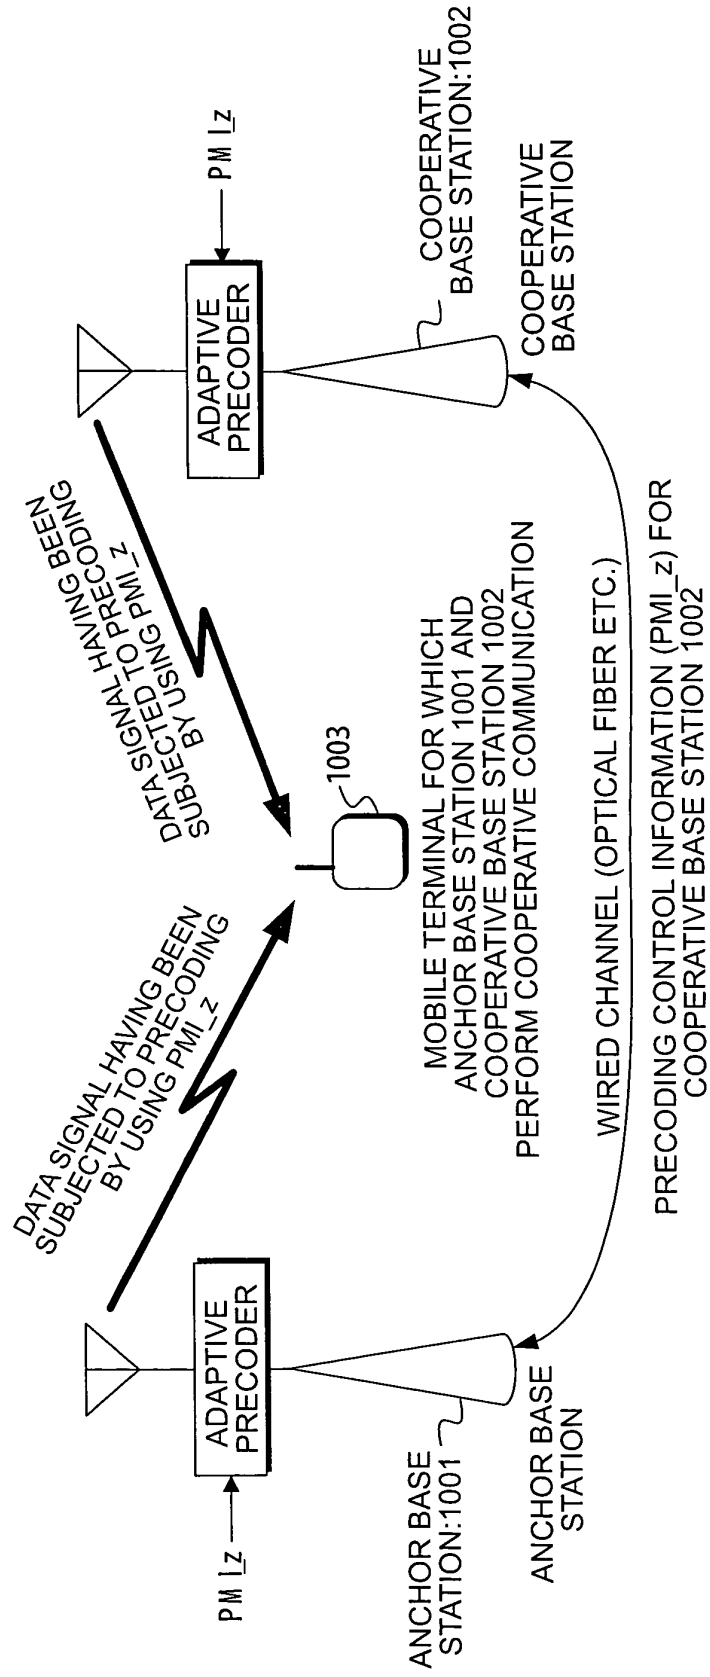 DATA SIGNAL HAVING BEEN
SUBJECTED TO PRECODING
BY USING PMI_z
DATA SIGNAL HAVING BEEN
SUBJECTED TO PRECODING
BY USING PMI_z
PMI_z
ADAPTIVE
PRECODER
ADAPTIVE
PRECODER
PMI_z
1003
ANCHOR BASE
STATION:1001
MOBILE TERMINAL FOR WHICH
ANCHOR BASE STATION 1001 AND
COOPERATIVE BASE STATION 1002
PERFORM COOPERATIVE COMMUNICATION
COOPERATIVE
BASE STATION:1002
ANCHOR BASE
STATION
COOPERATIVE
BASE STATION
WIRED CHANNEL (OPTICAL FIBER ETC.)
PRECODING CONTROL INFORMATION (PMI_z) FOR
COOPERATIVE BASE STATION 1002